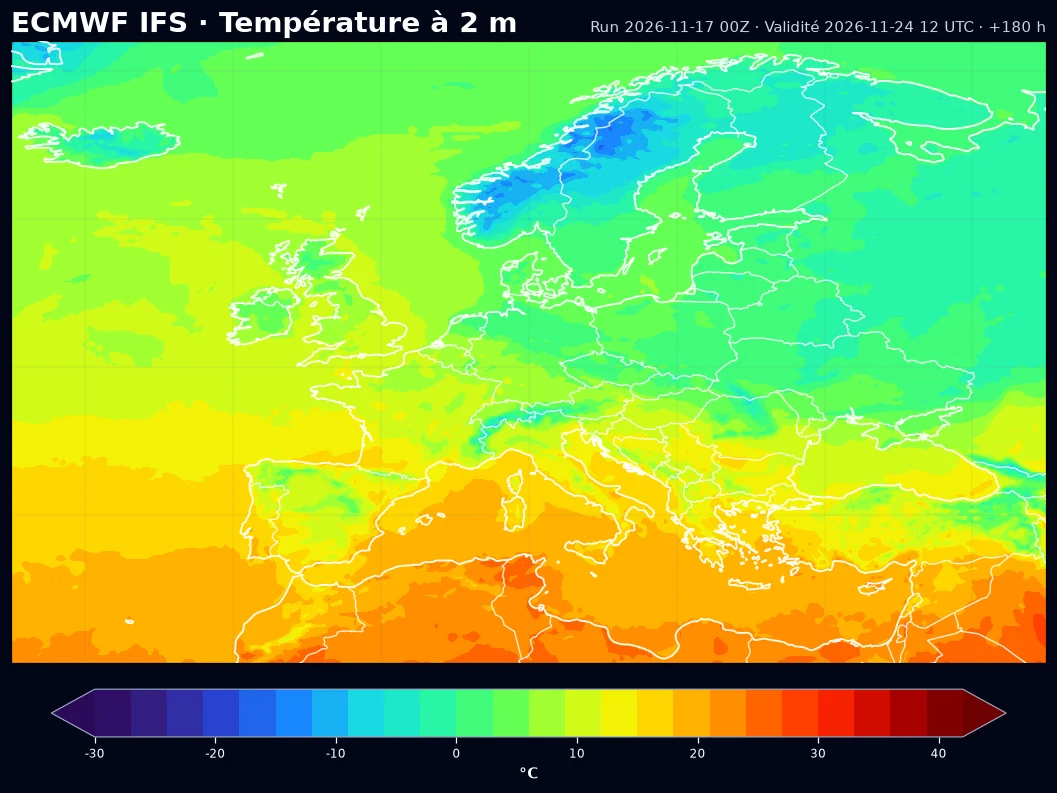 ECMWF IFS · Température à 2 m
Run 2026-11-17 00Z · Validité 2026-11-24 12 UTC · +180 h
-30 -20 -10 0 10 20 30 40
°C